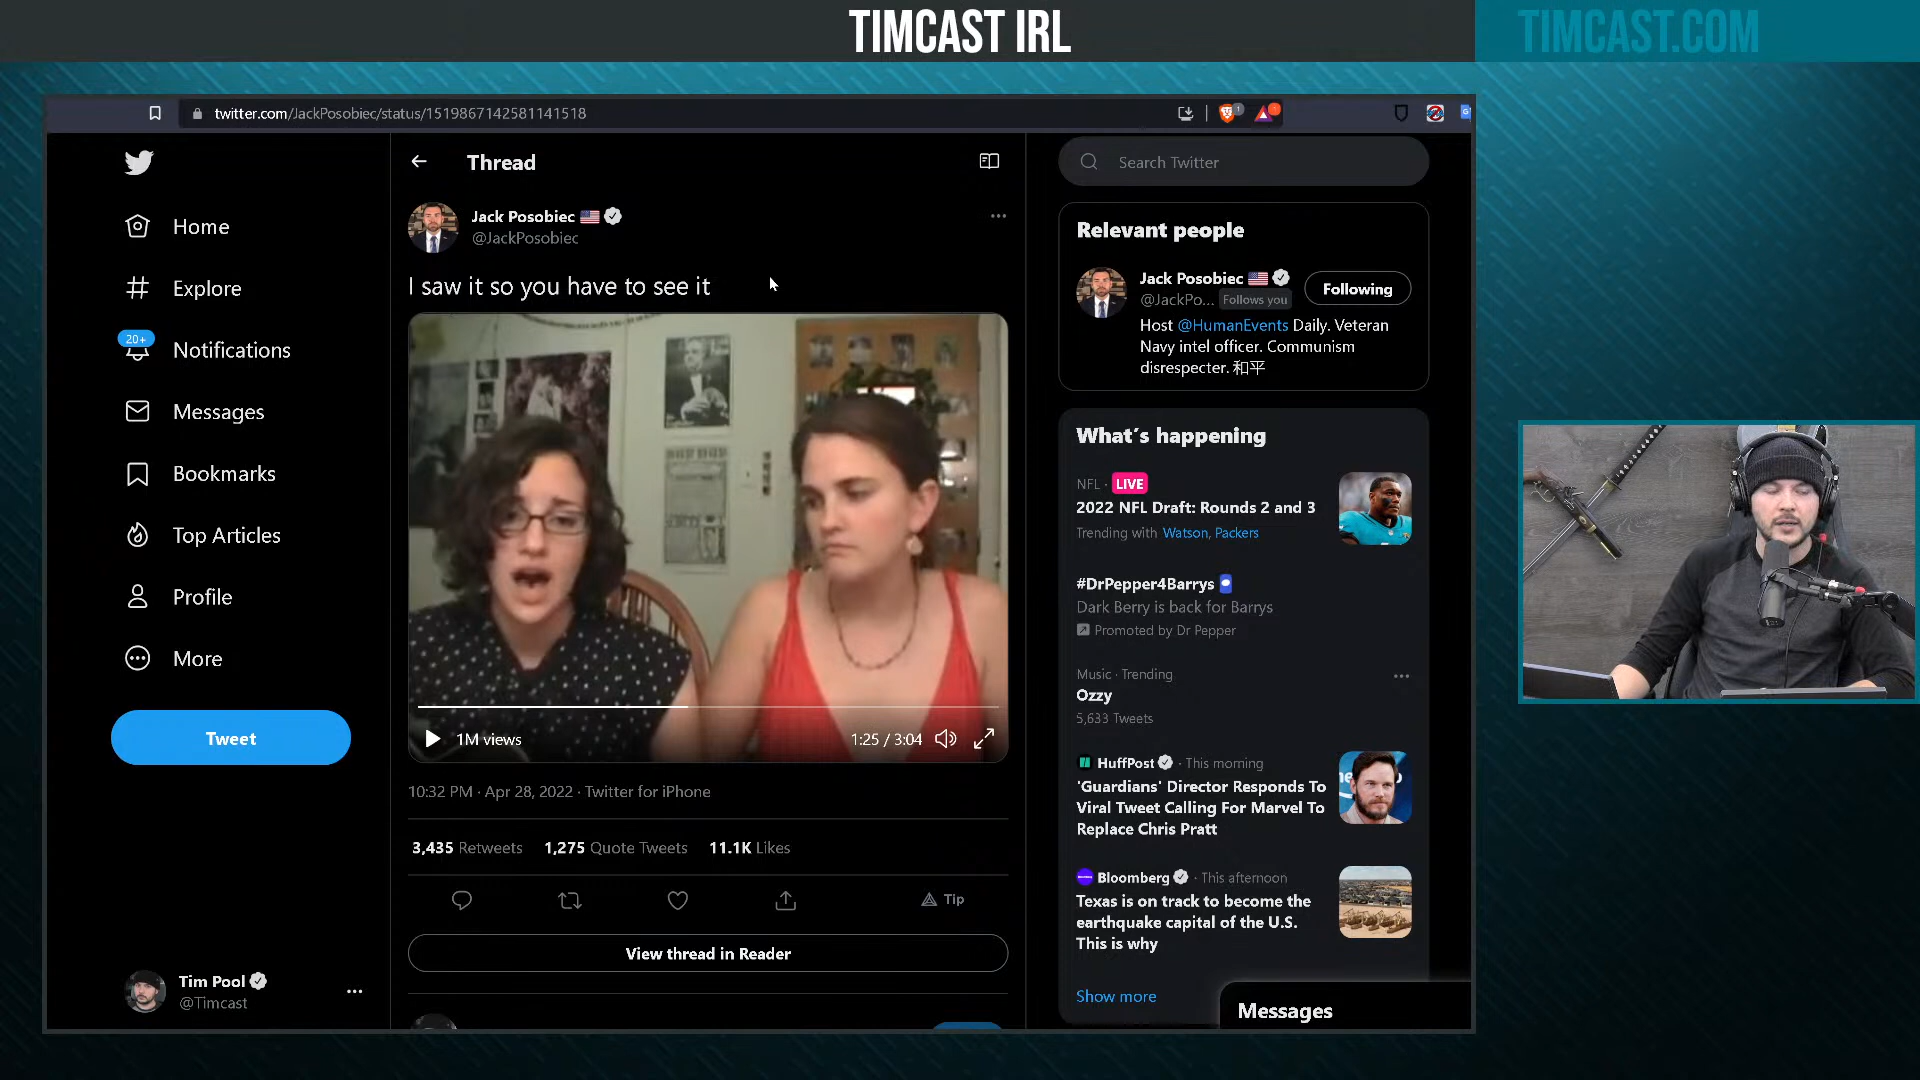 TIMCAST IRL
TIMCAST.COM
twitter.com/JackPosobiec/status/1519867142581141518
1
Thread
Search Twitter
Home
Explore
20+
Notifications
Messages
Bookmarks
Top Articles
Profile
More
Tweet
Tim Pool
@Timcast
Jack Posobiec
@JackPosobiec
I saw it so you have to see it
1M views
1:25 / 3:04
10:32 PM · Apr 28, 2022 · Twitter for iPhone
3,435 Retweets 1,275 Quote Tweets 11.1K Likes
Tip
View thread in Reader
Relevant people
Jack Posobiec
@JackPo... Follows you
Following
Host @HumanEvents Daily. Veteran
Navy intel officer. Communism
disrespecter. 和平
What's happening
NFL · LIVE
2022 NFL Draft: Rounds 2 and 3
Trending with Watson, Packers
#DrPepper4Barrys
Dark Berry is back for Barrys
Promoted by Dr Pepper
Music · Trending
Ozzy
5,633 Tweets
HuffPost · This morning
'Guardians' Director Responds To
Viral Tweet Calling For Marvel To
Replace Chris Pratt
Bloomberg · This afternoon
Texas is on track to become the
earthquake capital of the U.S.
This is why
Show more
Messages